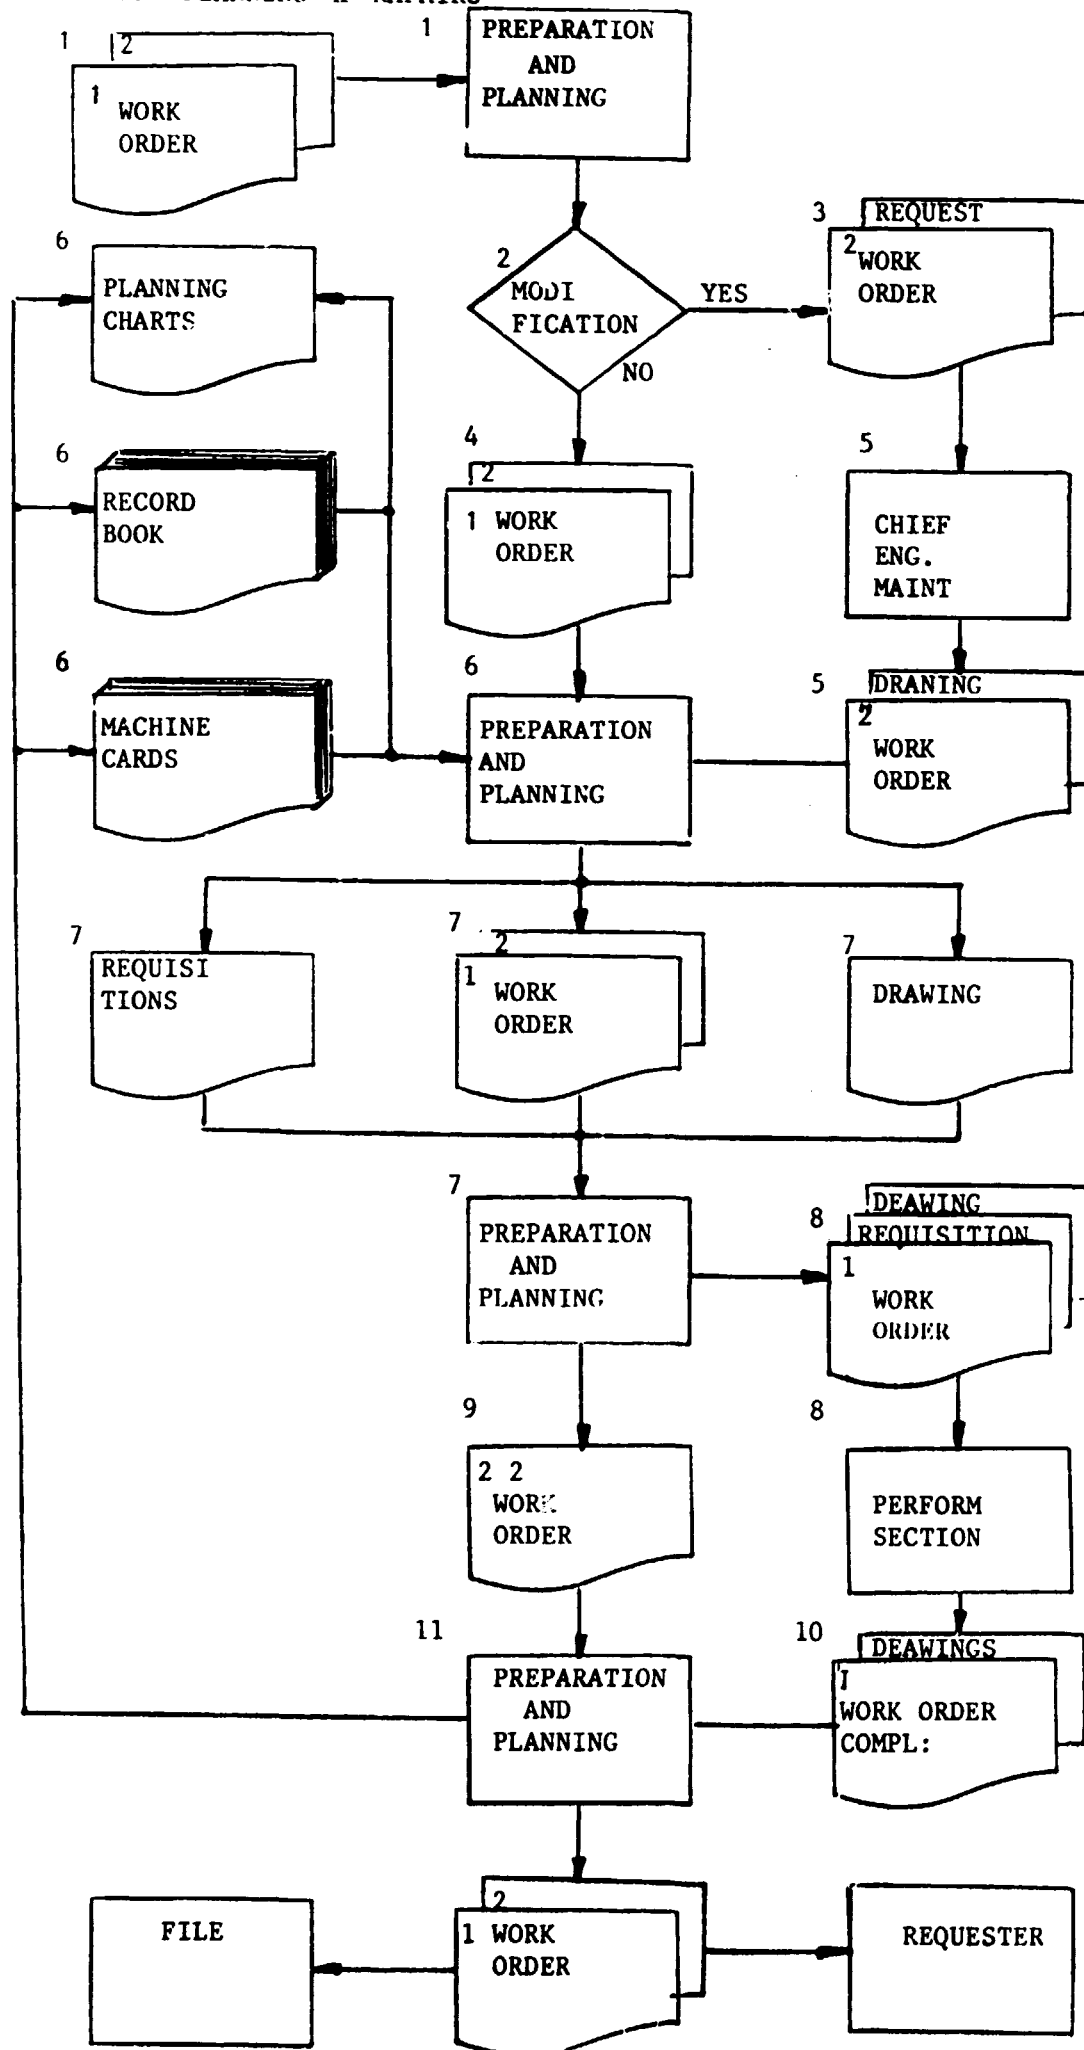 1
2
1 WORK
ORDER
1
PREPARATION
AND
PLANNING
2
MODI
FICATION
YES
NO
3
REQUEST
2 WORK
ORDER
6
PLANNING
CHARTS
4
2
1 WORK
ORDER
5
CHIEF
ENG.
MAINT
6
RECORD
BOOK
6
MACHINE
CARDS
6
PREPARATION
AND
PLANNING
5
DRANING
2
WORK
ORDER
7
REQUISI
TIONS
7
2
1 WORK
ORDER
7
DRAWING
7
PREPARATION
AND
PLANNING
8
DEAWING
REQUISITION
1
WORK
ORDER
9
2 2
WORK
ORDER
8
PERFORM
SECTION
11
PREPARATION
AND
PLANNING
10
DEAWINGS
I
WORK ORDER
COMPL:
FILE
2
1 WORK
ORDER
REQUESTER